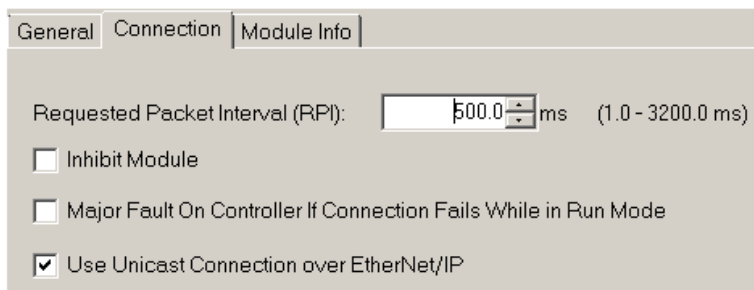 General Connection Module Info
Requested Packet Interval (RPI): 500.0 ms (1.0 - 3200.0 ms)
Inhibit Module
Major Fault On Controller If Connection Fails While in Run Mode
Use Unicast Connection over EtherNet/IP